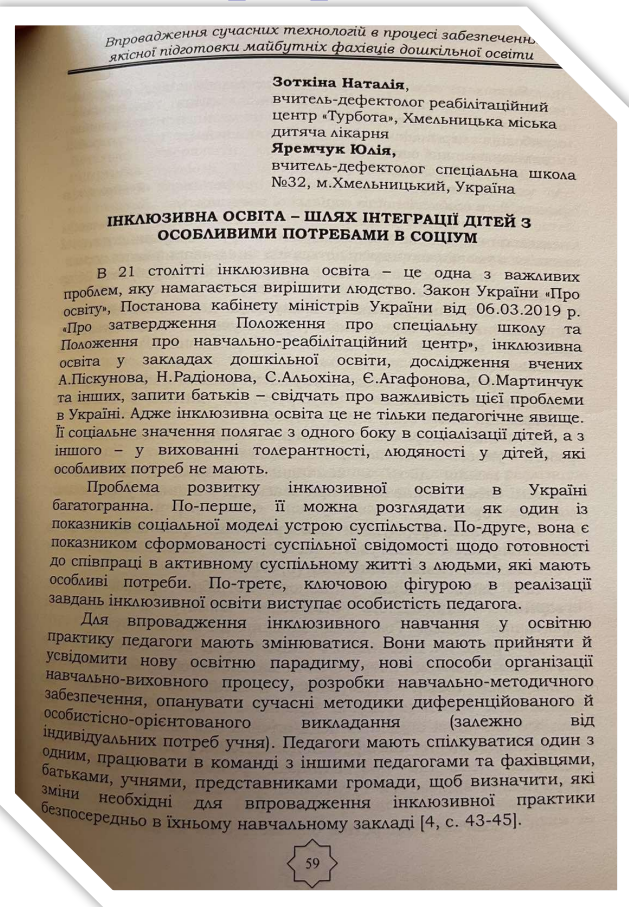 Впровадження сучасних технологій в процесі забезпечення
якісної підготовки майбутніх фахівців дошкільної освіти
Зоткіна Наталія,
вчитель-дефектолог реабілітаційний
центр «Турбота», Хмельницька міська
дитяча лікарня
Яремчук Юлія,
вчитель-дефектолог спеціальна школа
№32, м.Хмельницький, Україна
ІНКЛЮЗИВНА ОСВІТА – ШЛЯХ ІНТЕГРАЦІЇ ДІТЕЙ З
ОСОБЛИВИМИ ПОТРЕБАМИ В СОЦІУМ
В 21 столітті інклюзивна освіта – це одна з важливих
проблем, яку намагається вирішити людство. Закон України «Про
освіту», Постанова кабінету міністрів України від 06.03.2019 р.
«Про затвердження Положення про спеціальну школу та
Положення про навчально-реабілітаційний центр», інклюзивна
освіта у закладах дошкільної освіти, дослідження вчених
А.Піскунова, Н.Радіонова, С.Альохіна, Є.Агафонова, О.Мартинчук
та інших, запити батьків – свідчать про важливість цієї проблеми
в Україні. Адже інклюзивна освіта це не тільки педагогічне явище.
Її соціальне значення полягає з одного боку в соціалізації дітей, а з
іншого – у вихованні толерантності, людяності у дітей, які
особливих потреб не мають.
Проблема розвитку інклюзивної освіти в Україні
багатогранна. По-перше, її можна розглядати як один із
показників соціальної моделі устрою суспільства. По-друге, вона є
показником сформованості суспільної свідомості щодо готовності
до співпраці в активному суспільному житті з людьми, які мають
особливі потреби. По-третє, ключовою фігурою в реалізації
завдань інклюзивної освіти виступає особистість педагога.
Для впровадження інклюзивного навчання у освітню
практику педагоги мають змінюватися. Вони мають прийняти й
усвідомити нову освітню парадигму, нові способи організації
навчально-виховного процесу, розробки навчально-методичного
забезпечення, опанувати сучасні методики диференційованого й
особистісно-орієнтованого викладання (залежно від
індивідуальних потреб учня). Педагоги мають спілкуватися один з
одним, працювати в команді з іншими педагогами та фахівцями,
батьками, учнями, представниками громади, щоб визначити, які
зміни необхідні для впровадження інклюзивної практики
безпосередньо в їхньому навчальному закладі [4, с. 43-45].
59